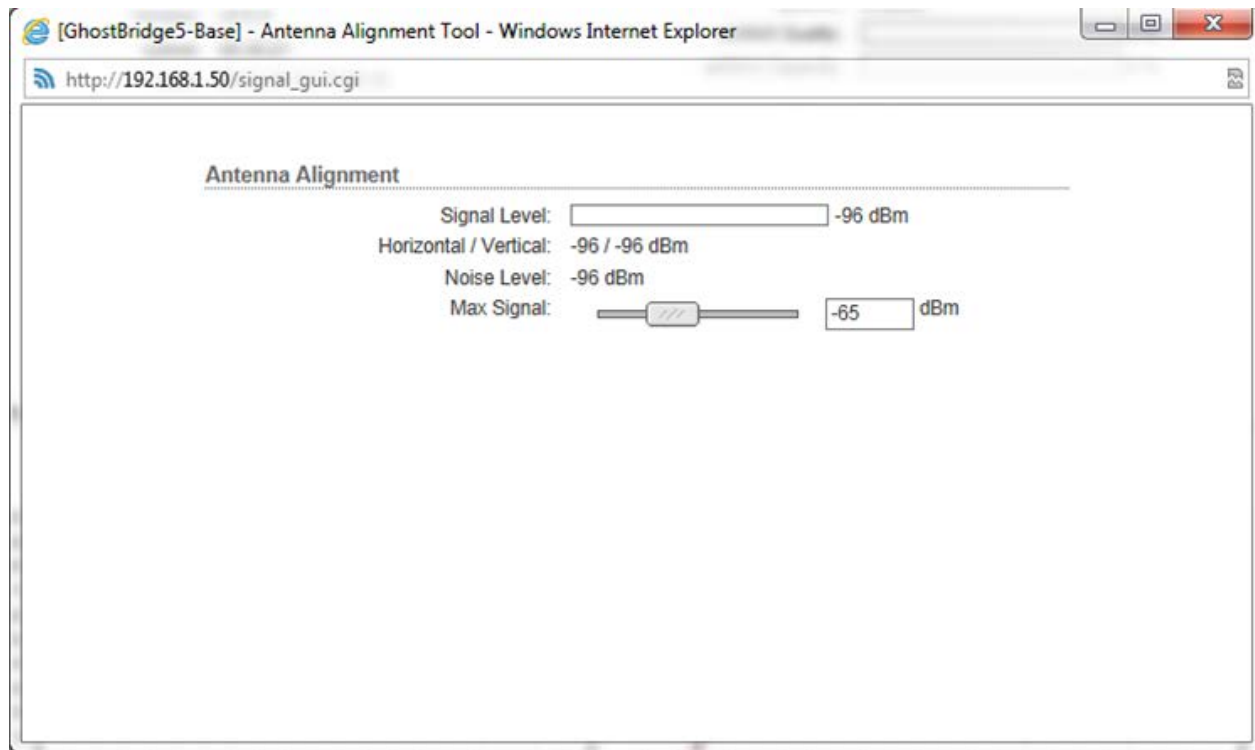 [GhostBridge5-Base] - Antenna Alignment Tool - Windows Internet Explorer
http://192.168.1.50/signal_gui.cgi
Antenna Alignment
Signal Level: -96 dBm
Horizontal / Vertical: -96 / -96 dBm
Noise Level: -96 dBm
Max Signal: -65 dBm